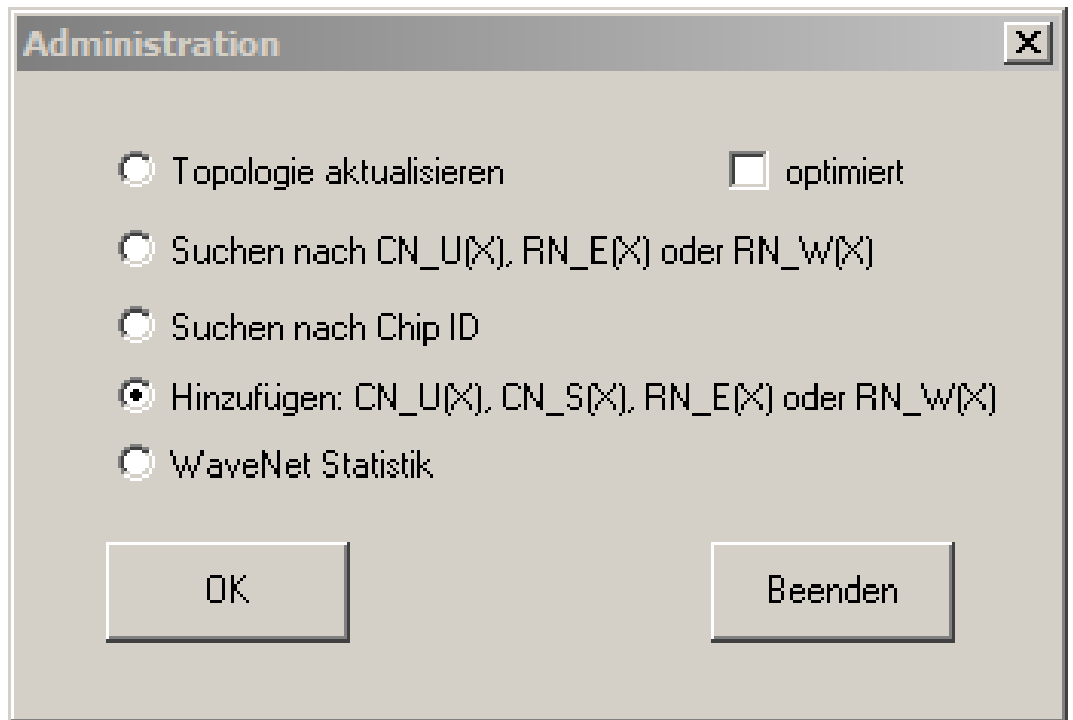 Administration
Topologie aktualisieren optimiert
Suchen nach CN_U(X), RN_E(X) oder RN_W(X)
Suchen nach Chip ID
Hinzufügen: CN_U(X), CN_S(X), RN_E(X) oder RN_W(X)
WaveNet Statistik
OK Beenden